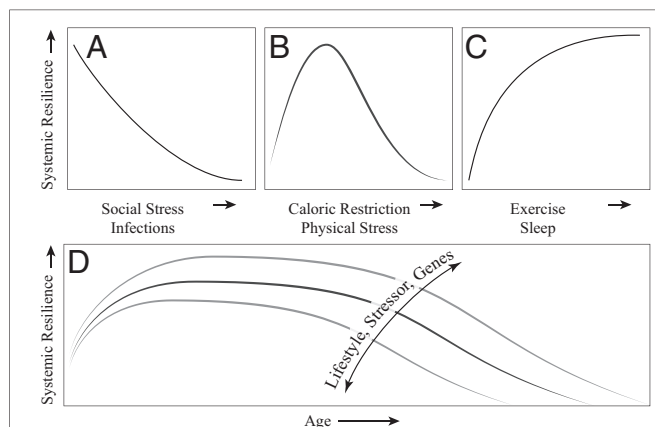 A
B
C
Systemic Resilience
Social Stress
Infections
Caloric Restriction
Physical Stress
Exercise
Sleep
D
Systemic Resilience
Lifestyle, Stressor, Genes
Age